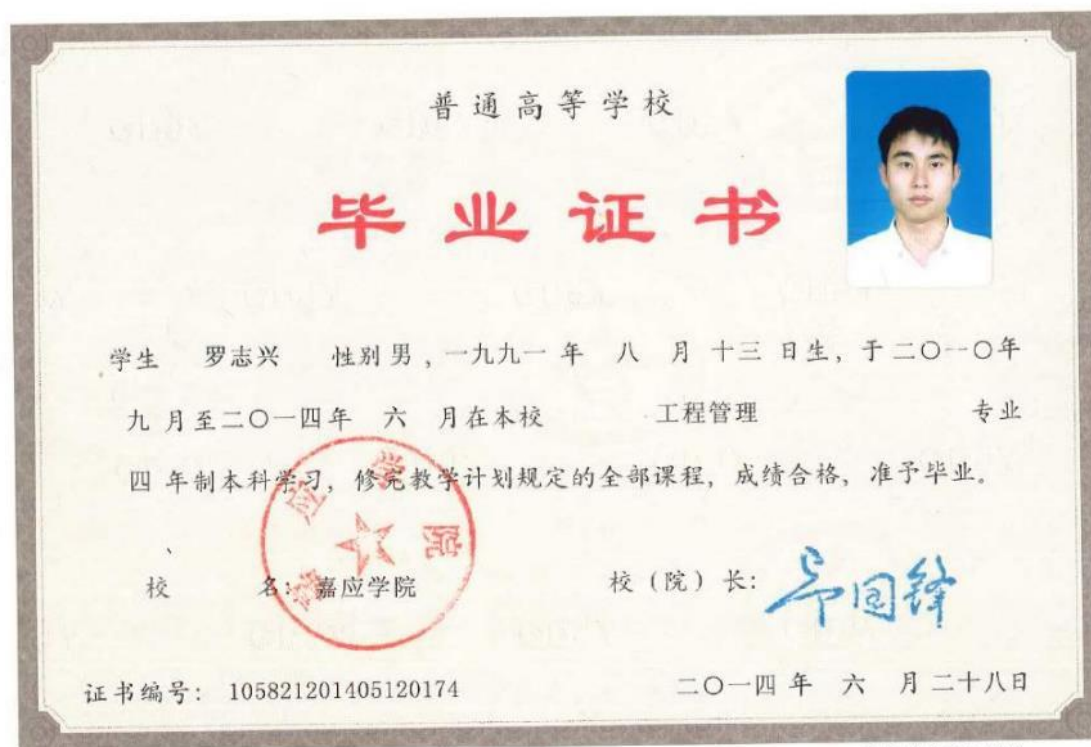 普通高等学校
毕业证书
学生 罗志兴 性别 男 , 一九九一 年 八 月 十三 日生, 于二〇一〇年
九 月至二〇一四年 六 月在本校 工程管理 专业
四 年制本科学习, 修完教学计划规定的全部课程, 成绩合格, 准予毕业。
校 名: 嘉应学院
嘉应学院
校 (院) 长:
证书编号: 105821201405120174
二〇一四 年 六 月 二十八日